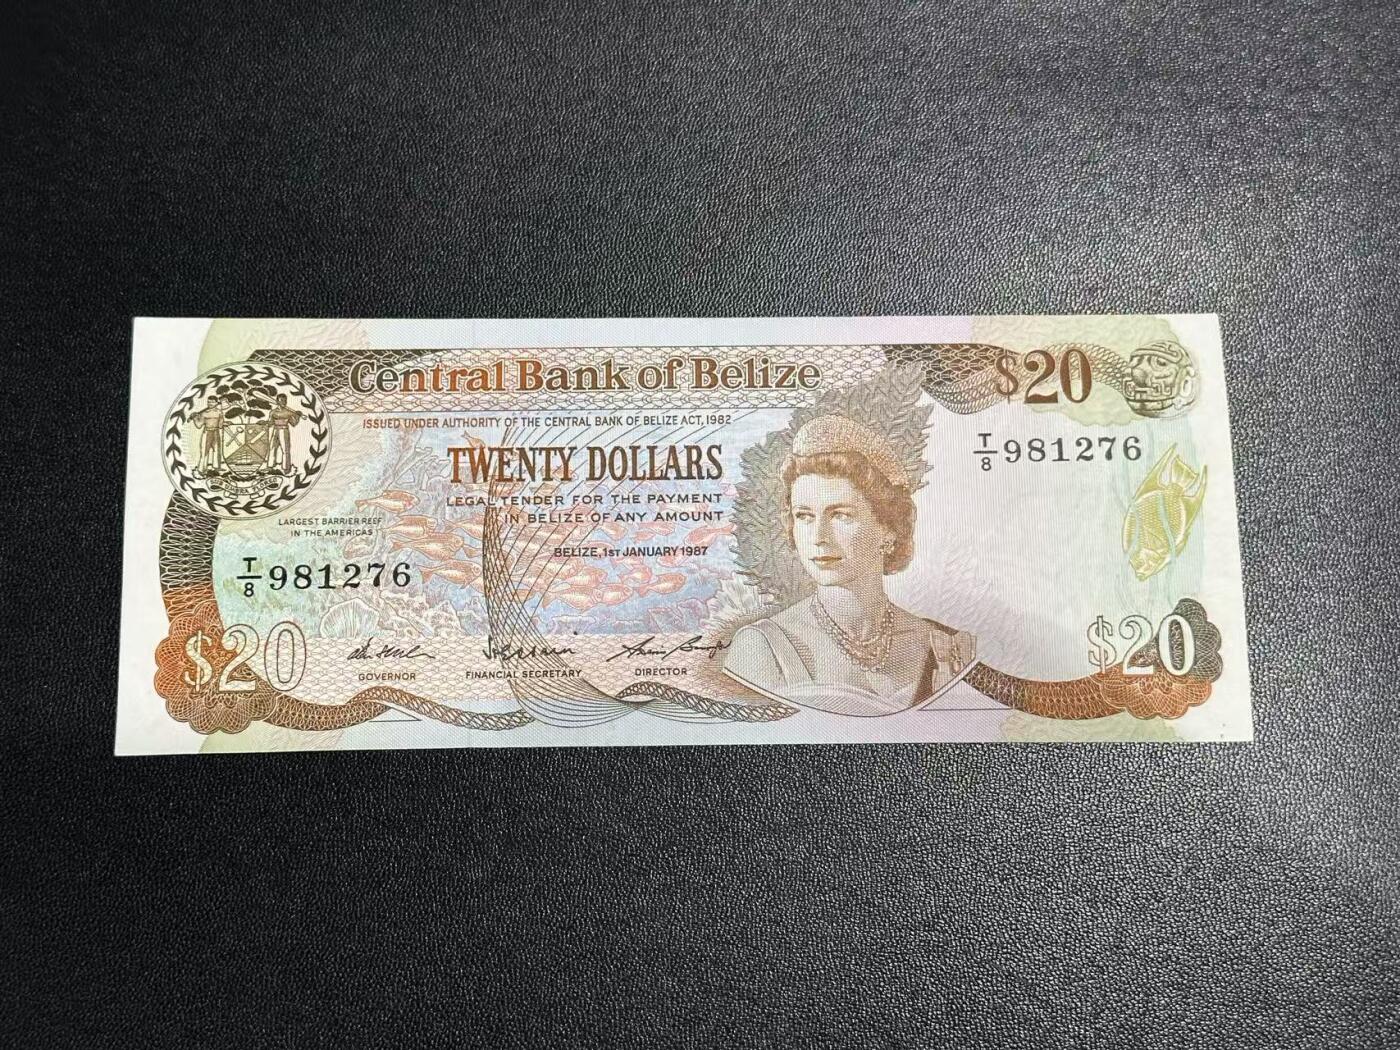 Central Bank of Belize
$20
ISSUED UNDER AUTHORITY OF THE CENTRAL BANK OF BELIZE ACT, 1982
TWENTY DOLLARS
T/8 981276
LEGAL TENDER FOR THE PAYMENT
IN BELIZE OF ANY AMOUNT
LARGEST BARRIER REEF
IN THE AMERICAS
BELIZE, 1ST JANUARY 1987
T/8 981276
$20
$20
GOVERNOR
FINANCIAL SECRETARY
DIRECTOR